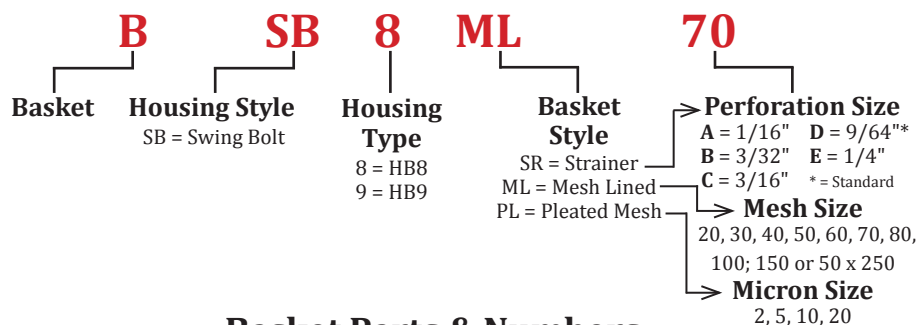 B SB 8 ML 70
Basket
Housing Style
SB = Swing Bolt
Housing
Type
8 = HB8
9 = HB9
Basket
Style
SR = Strainer
ML = Mesh Lined
PL = Pleated Mesh
Perforation Size
A = 1/16" D = 9/64"*
B = 3/32" E = 1/4"
C = 3/16" * = Standard
Mesh Size
20, 30, 40, 50, 60, 70, 80,
100; 150 or 50 x 250
Micron Size
2, 5, 10, 20
Basket Parts & Numbers